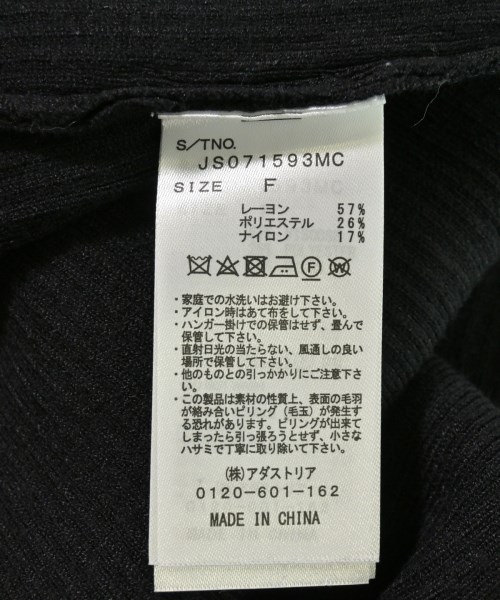 S/TNO.
JS071593MC
SIZE F
レーヨン 57%
ポリエステル 26%
ナイロン 17%
F W
・家庭での水洗いはお避け下さい。
・アイロン時はあて布をして下さい。
・ハンガー掛けでの保管はせず、畳んで
保管して下さい。
・直射日光の当たらない、風通しの良い
場所で保管して下さい。
・他のものとの引っかかりにご注意下さ
い。
・この製品は素材の性質上、表面の毛羽
が絡み合いピリング(毛玉)が発生す
る恐れがあります。ピリングが出来て
しまったら引っ張ろうとせず、小さな
ハサミで丁寧に取り除いて下さい。
(株)アダストリア
0120-601-162
MADE IN CHINA